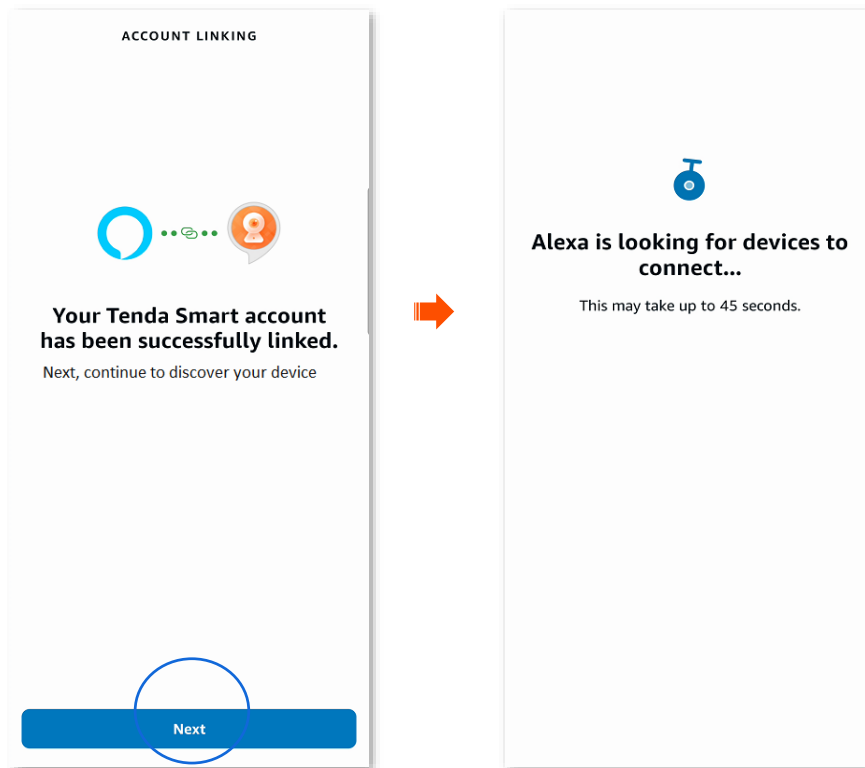 ACCOUNT LINKING
Your Tenda Smart account
has been successfully linked.
Next, continue to discover your device
Next
Alexa is looking for devices to
connect...
This may take up to 45 seconds.